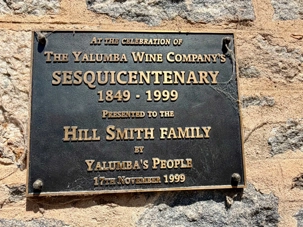 At the celebration of
The Yalumba Wine Company's
SESQUICENTENARY
1849 - 1999
Presented to the
Hill Smith family
by
Yalumba's People
17th November 1999